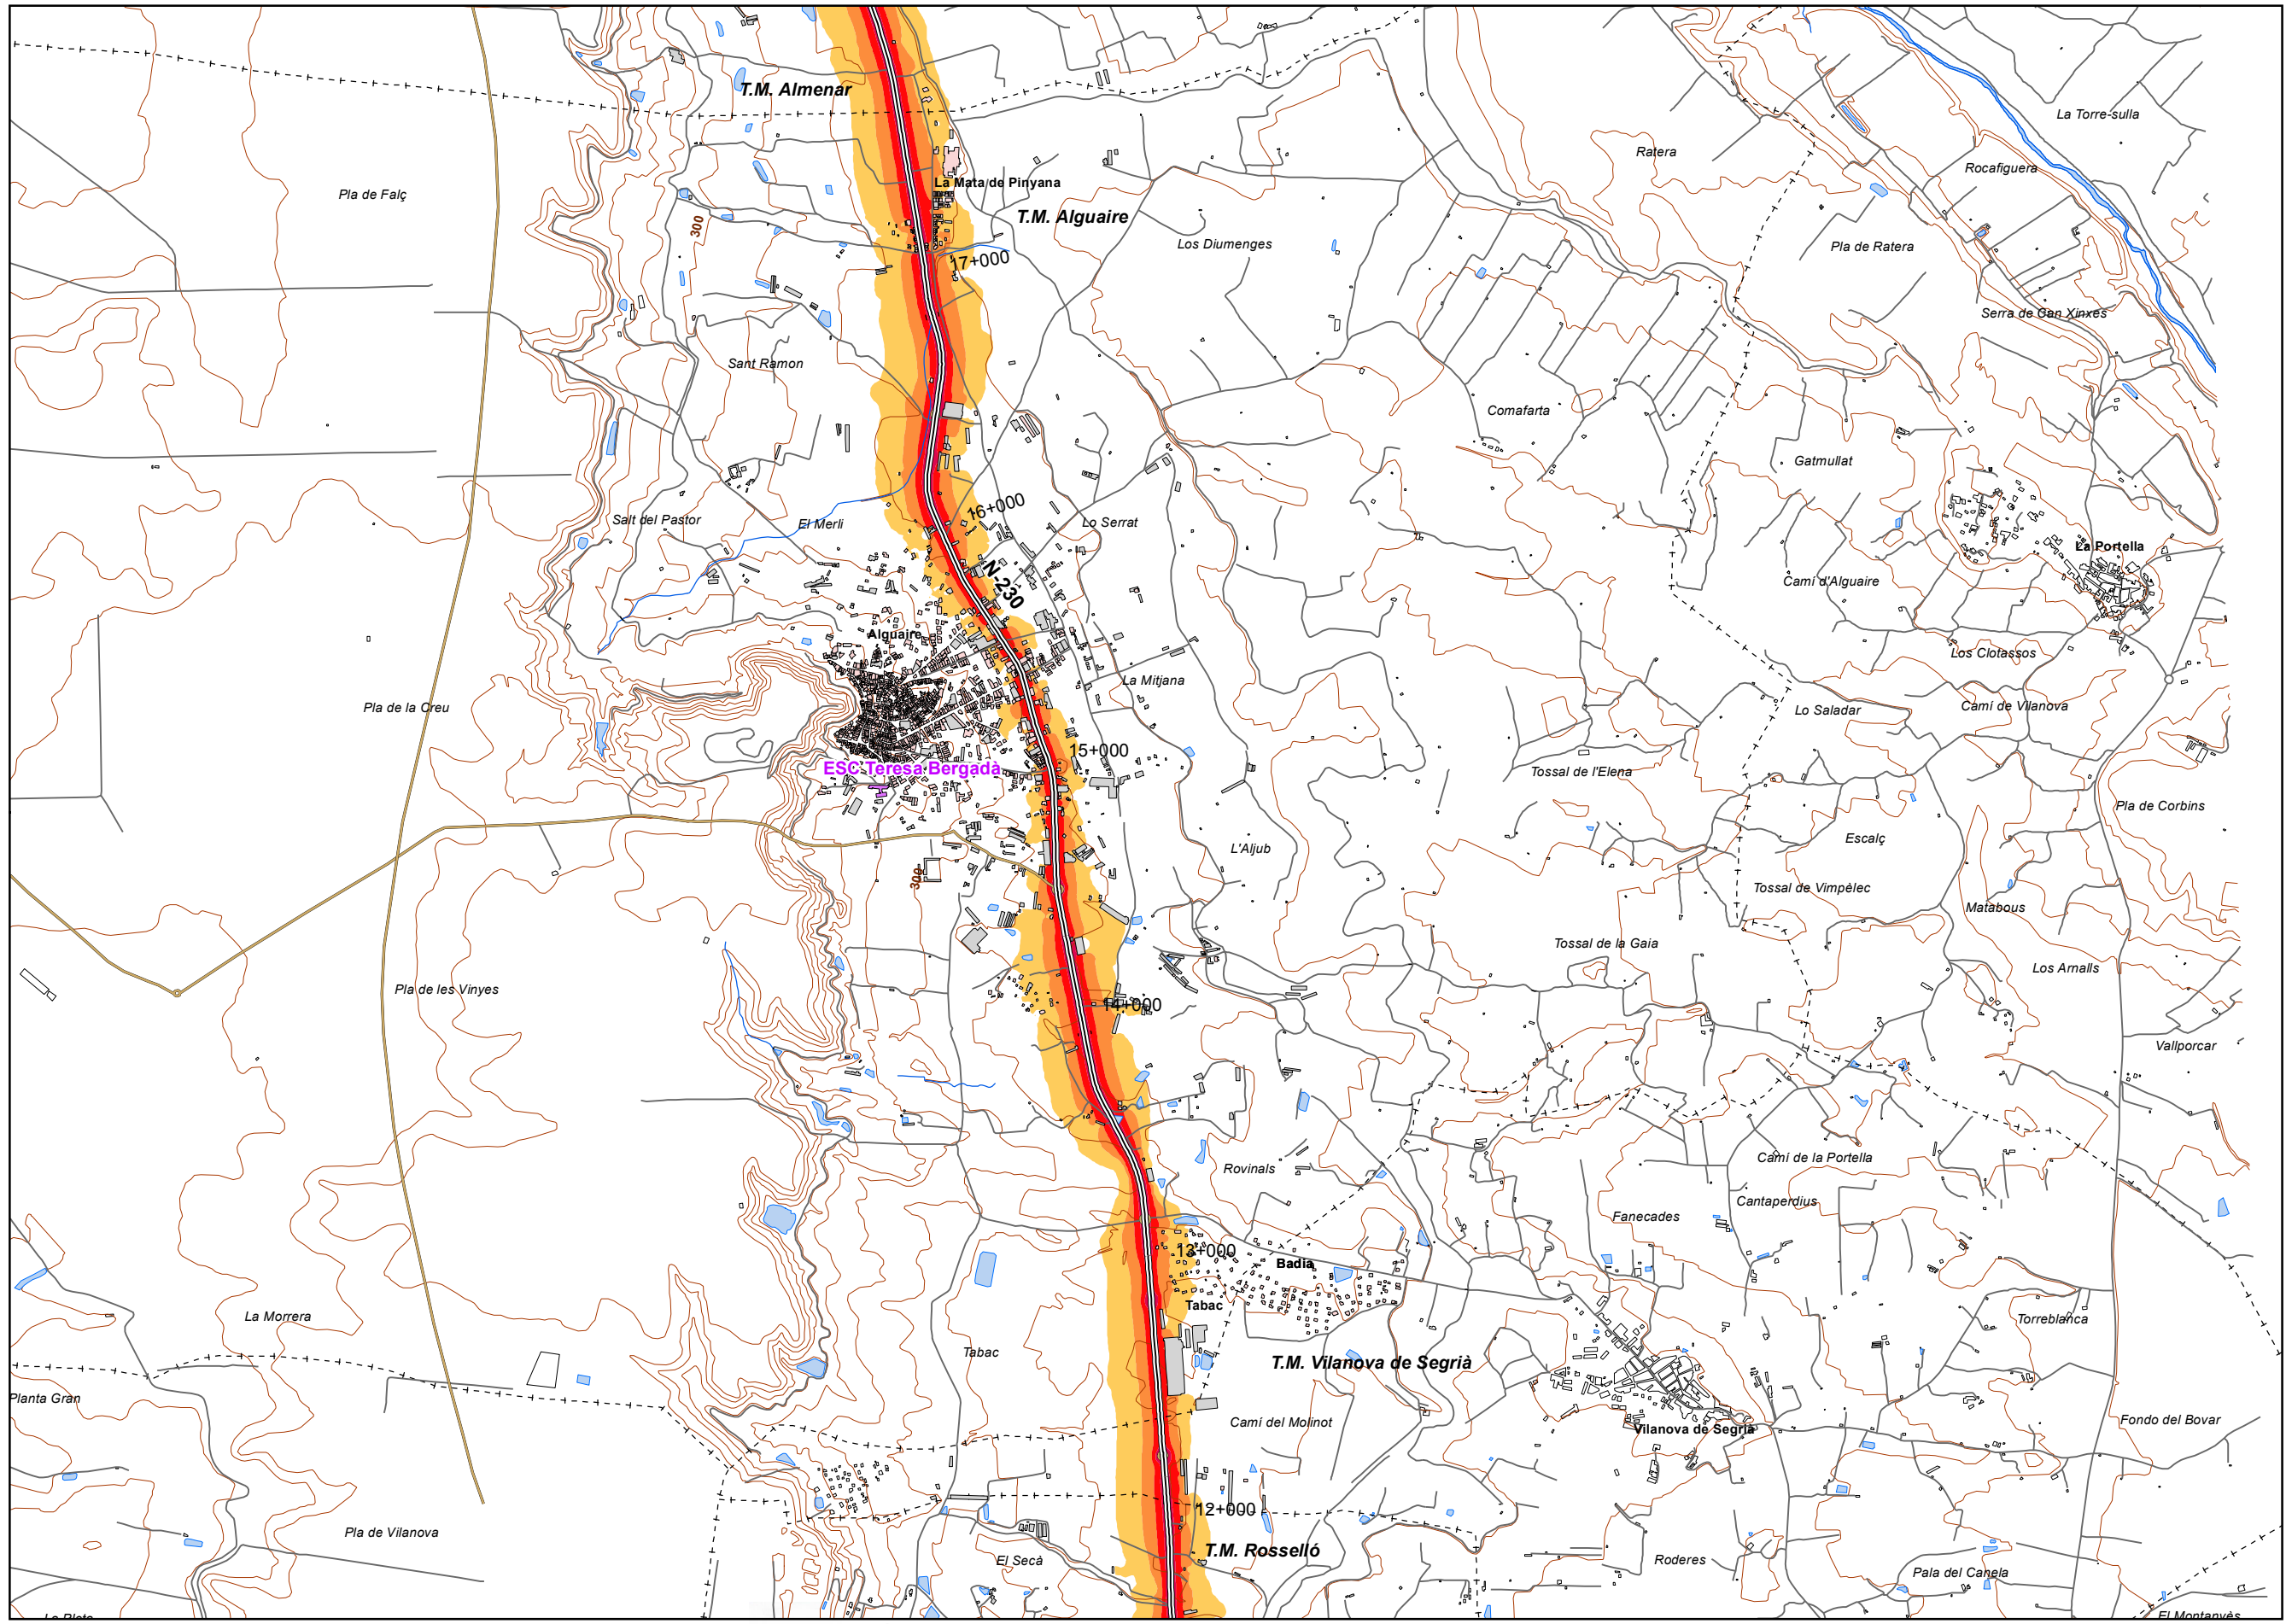 T.M. Almenar
La Torre-sulla
Ratera
Rocafiguera
La Mata de Pinyana
Pla de Falç
T.M. Alguaire
300
Los Diumenges
Pla de Ratera
17+000
Serra de Gan Xinxes
Sant Ramon
Comafarta
Gatmullat
16+000
Salt del Pastor
El Merli
Lo Serrat
La Portella
N-230
Camí d'Alguaire
Alguaire
Los Clotassos
La Mitjana
Pla de la Creu
Camí de Vilanova
Lo Saladar
15+000
ESC Teresa Bergadà
Tossal de l'Elena
Pla de Corbins
Escalç
L'Aljub
300
Tossal de Vimpèlec
Matabous
Tossal de la Gaia
Los Arnalls
Pla de les Vinyes
14+000
Vallporcar
Camí de la Portella
Rovinals
Cantaperdius
Fanecades
13+000
Badia
Tabac
La Morrera
Torreblanca
Tabac
T.M. Vilanova de Segrià
Planta Gran
Camí del Molinot
Fondo del Bovar
Vilanova de Segrià
12+000
Pla de Vilanova
T.M. Rosselló
El Secà
Roderes
Pala del Canela
El Montanyès